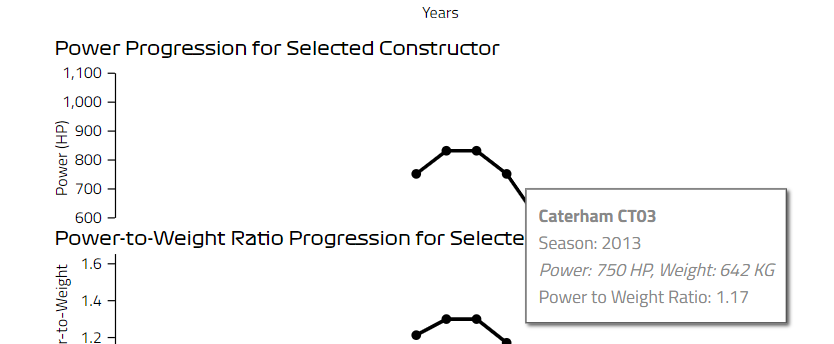 Years
Power Progression for Selected Constructor
1,100
1,000
900
800
700
600
Power (HP)
Caterham CT03
Season: 2013
Power: 750 HP, Weight: 642 KG
Power to Weight Ratio: 1.17
Power-to-Weight Ratio Progression for Selecte
1.6
1.4
1.2
r-to-Weight